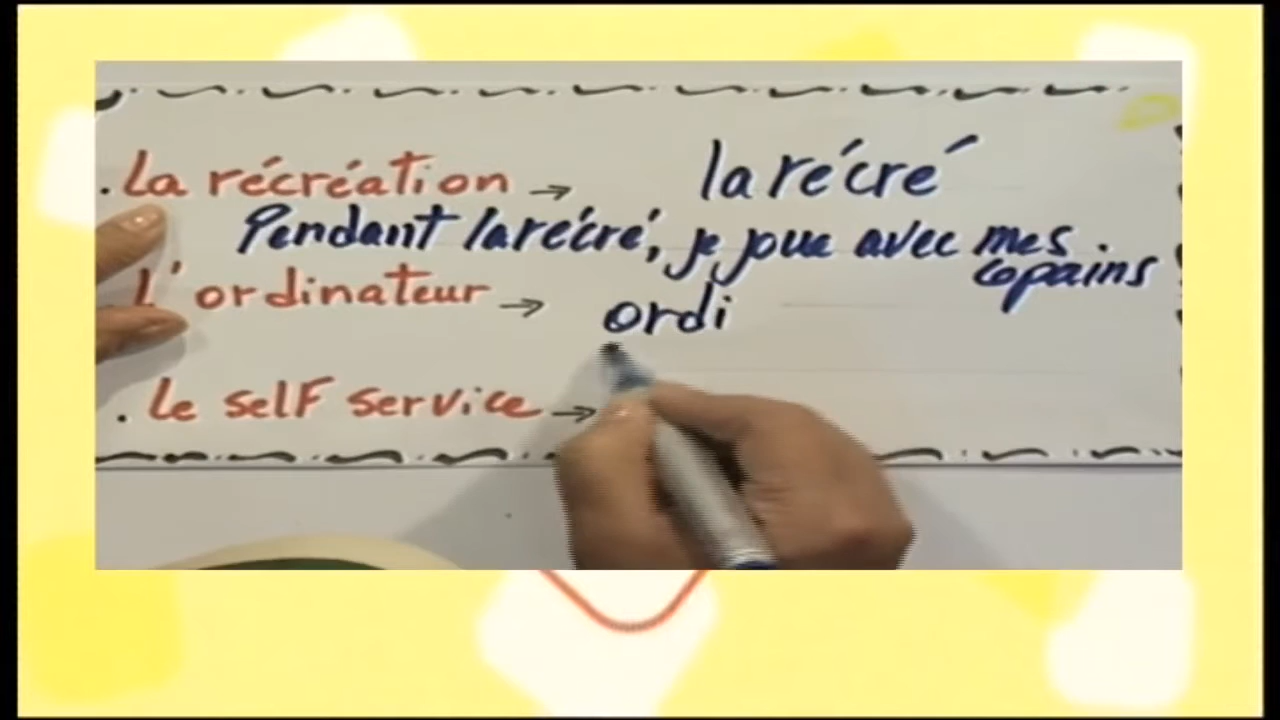 . La récréation → la récré
Pendant la récré, je joue avec mes
copains
L'ordinateur → ordi
. Le self service →